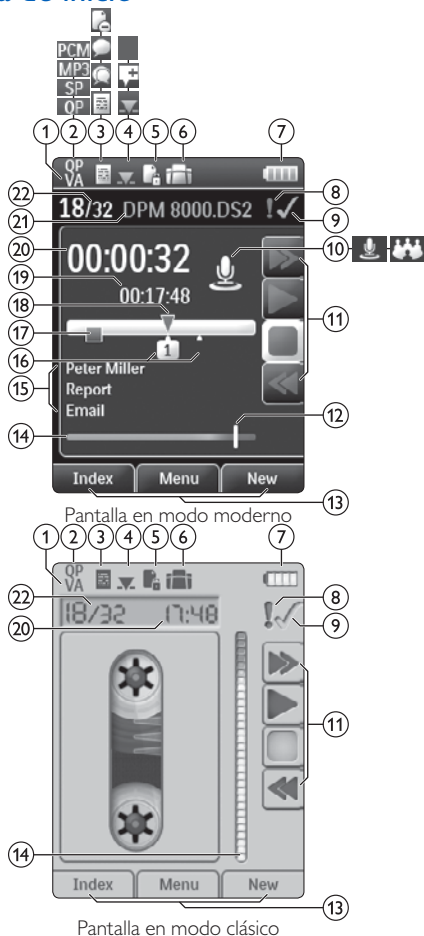 PCM
MP3
SP
QP
1 2 3 4 5 6 7
QP
VA
22 8
18/32 DPM 8000.DS2
21 9
20 00:00:32 10
19
00:17:48
18 11
17
1
16
15 Peter Miller
Report
Email
12
14
Index Menu New
13
Pantalla en modo moderno
1 2 3 4 5 6 7
QP
VA
22 8
18/32 17:48
20 9
11
14
Index Menu New
13
Pantalla en modo clásico